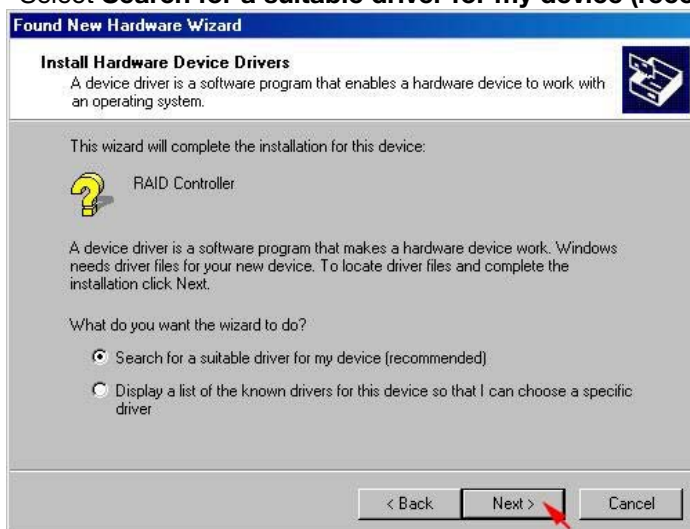 Select Search for a suitable driver for my device (reco
Found New Hardware Wizard
Install Hardware Device Drivers
A device driver is a software program that enables a hardware device to work with
an operating system.
This wizard will complete the installation for this device:
RAID Controller
A device driver is a software program that makes a hardware device work. Windows
needs driver files for your new device. To locate driver files and complete the
installation click Next.
What do you want the wizard to do?
Search for a suitable driver for my device (recommended)
Display a list of the known drivers for this device so that I can choose a specific
driver
< Back Next > Cancel